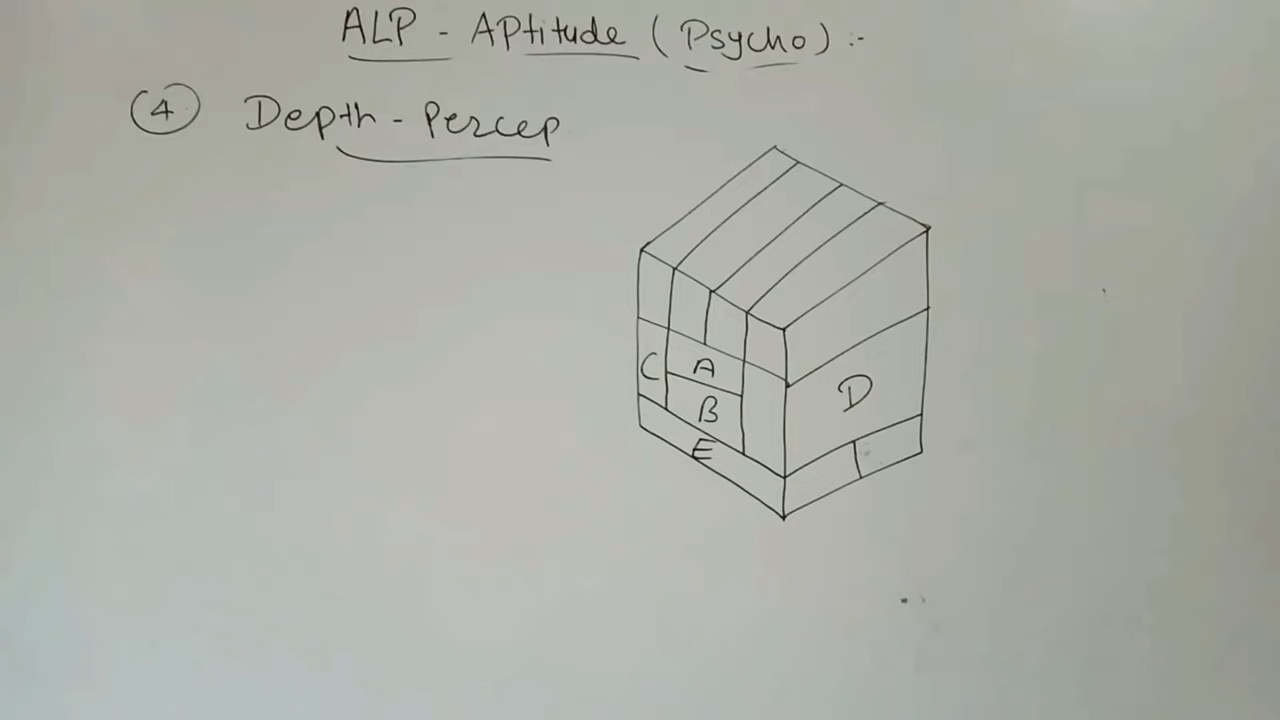 ALP - APtitude (Psycho) :-
4 Depth - Percep
C A D
B
E